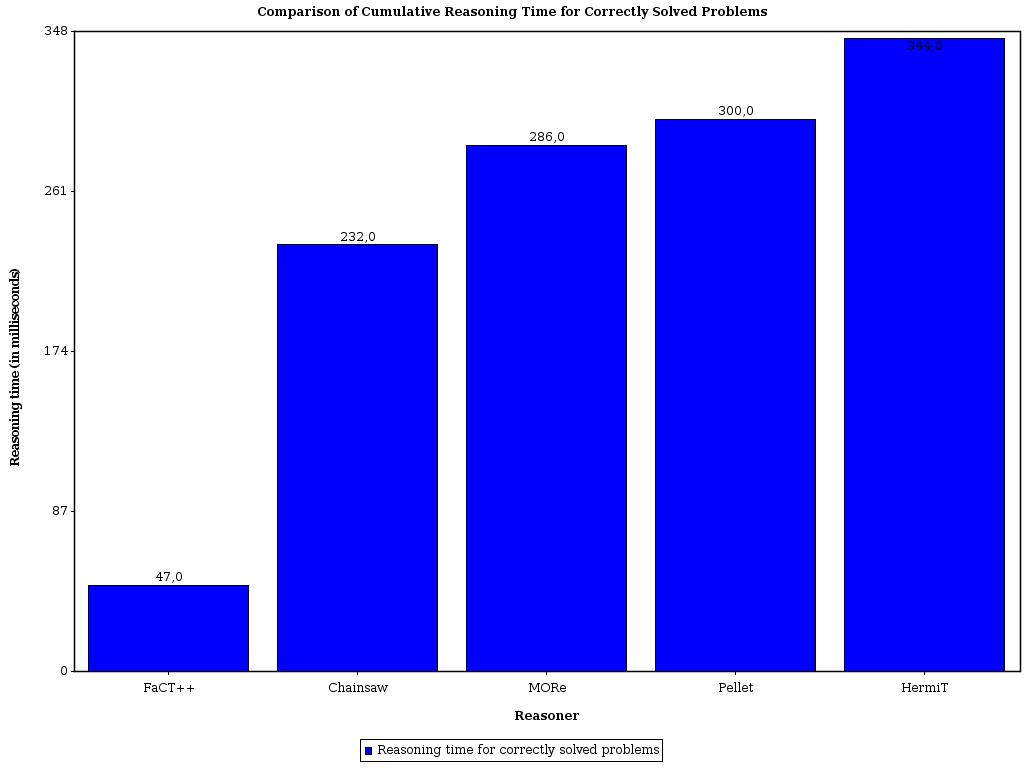 Comparison of Cumulative Reasoning Time for Correctly Solved Problems
348
261
174
87
0
Reasoning time (in milliseconds)
47,0
232,0
286,0
300,0
344,0
FaCT++ Chainsaw MORe Pellet HermiT
Reasoner
Reasoning time for correctly solved problems